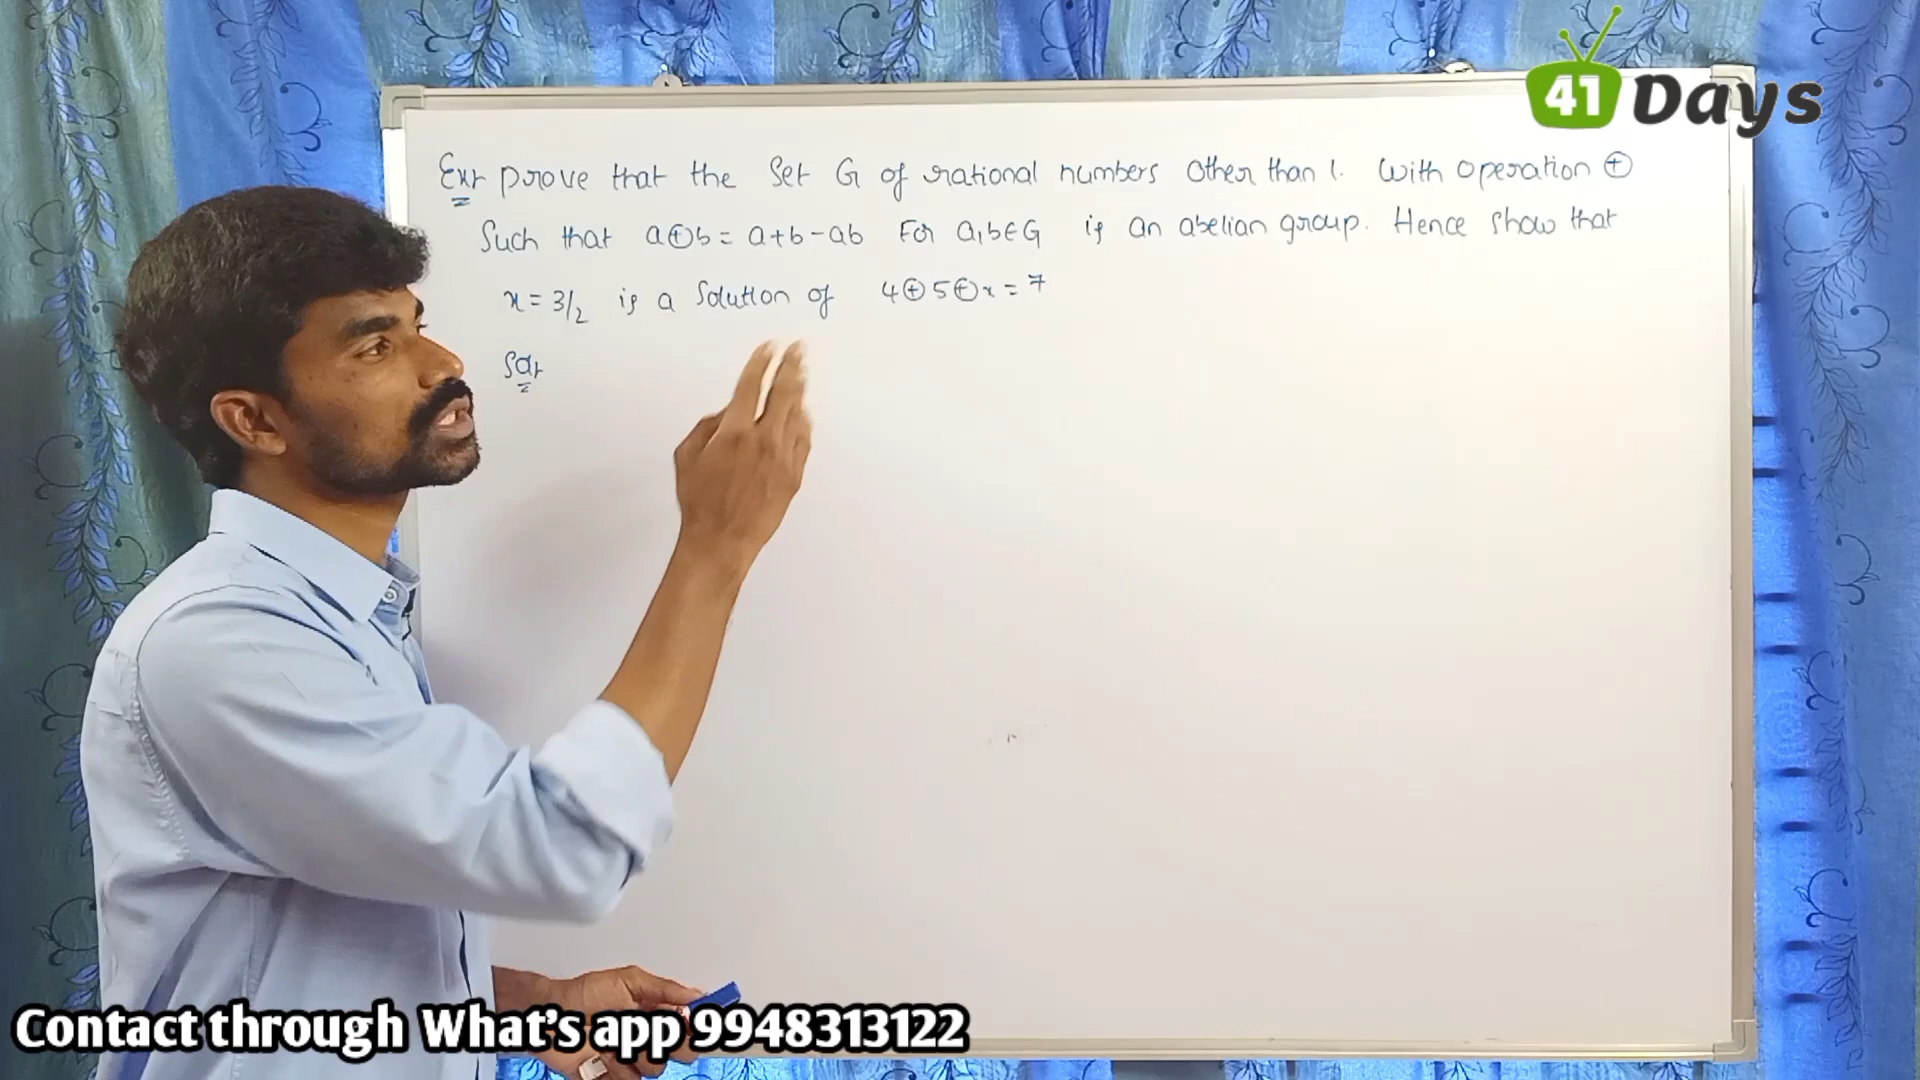 41 Days
Ex:- prove that the Set G of rational numbers other than 1. with operation ⊕
Such that a⊕b = a+b-ab For a,b∈G is an abelian group. Hence show that
x = 3/2 is a solution of 4⊕5⊕x = 7
Sol:-
Contact through What's app 9948313122